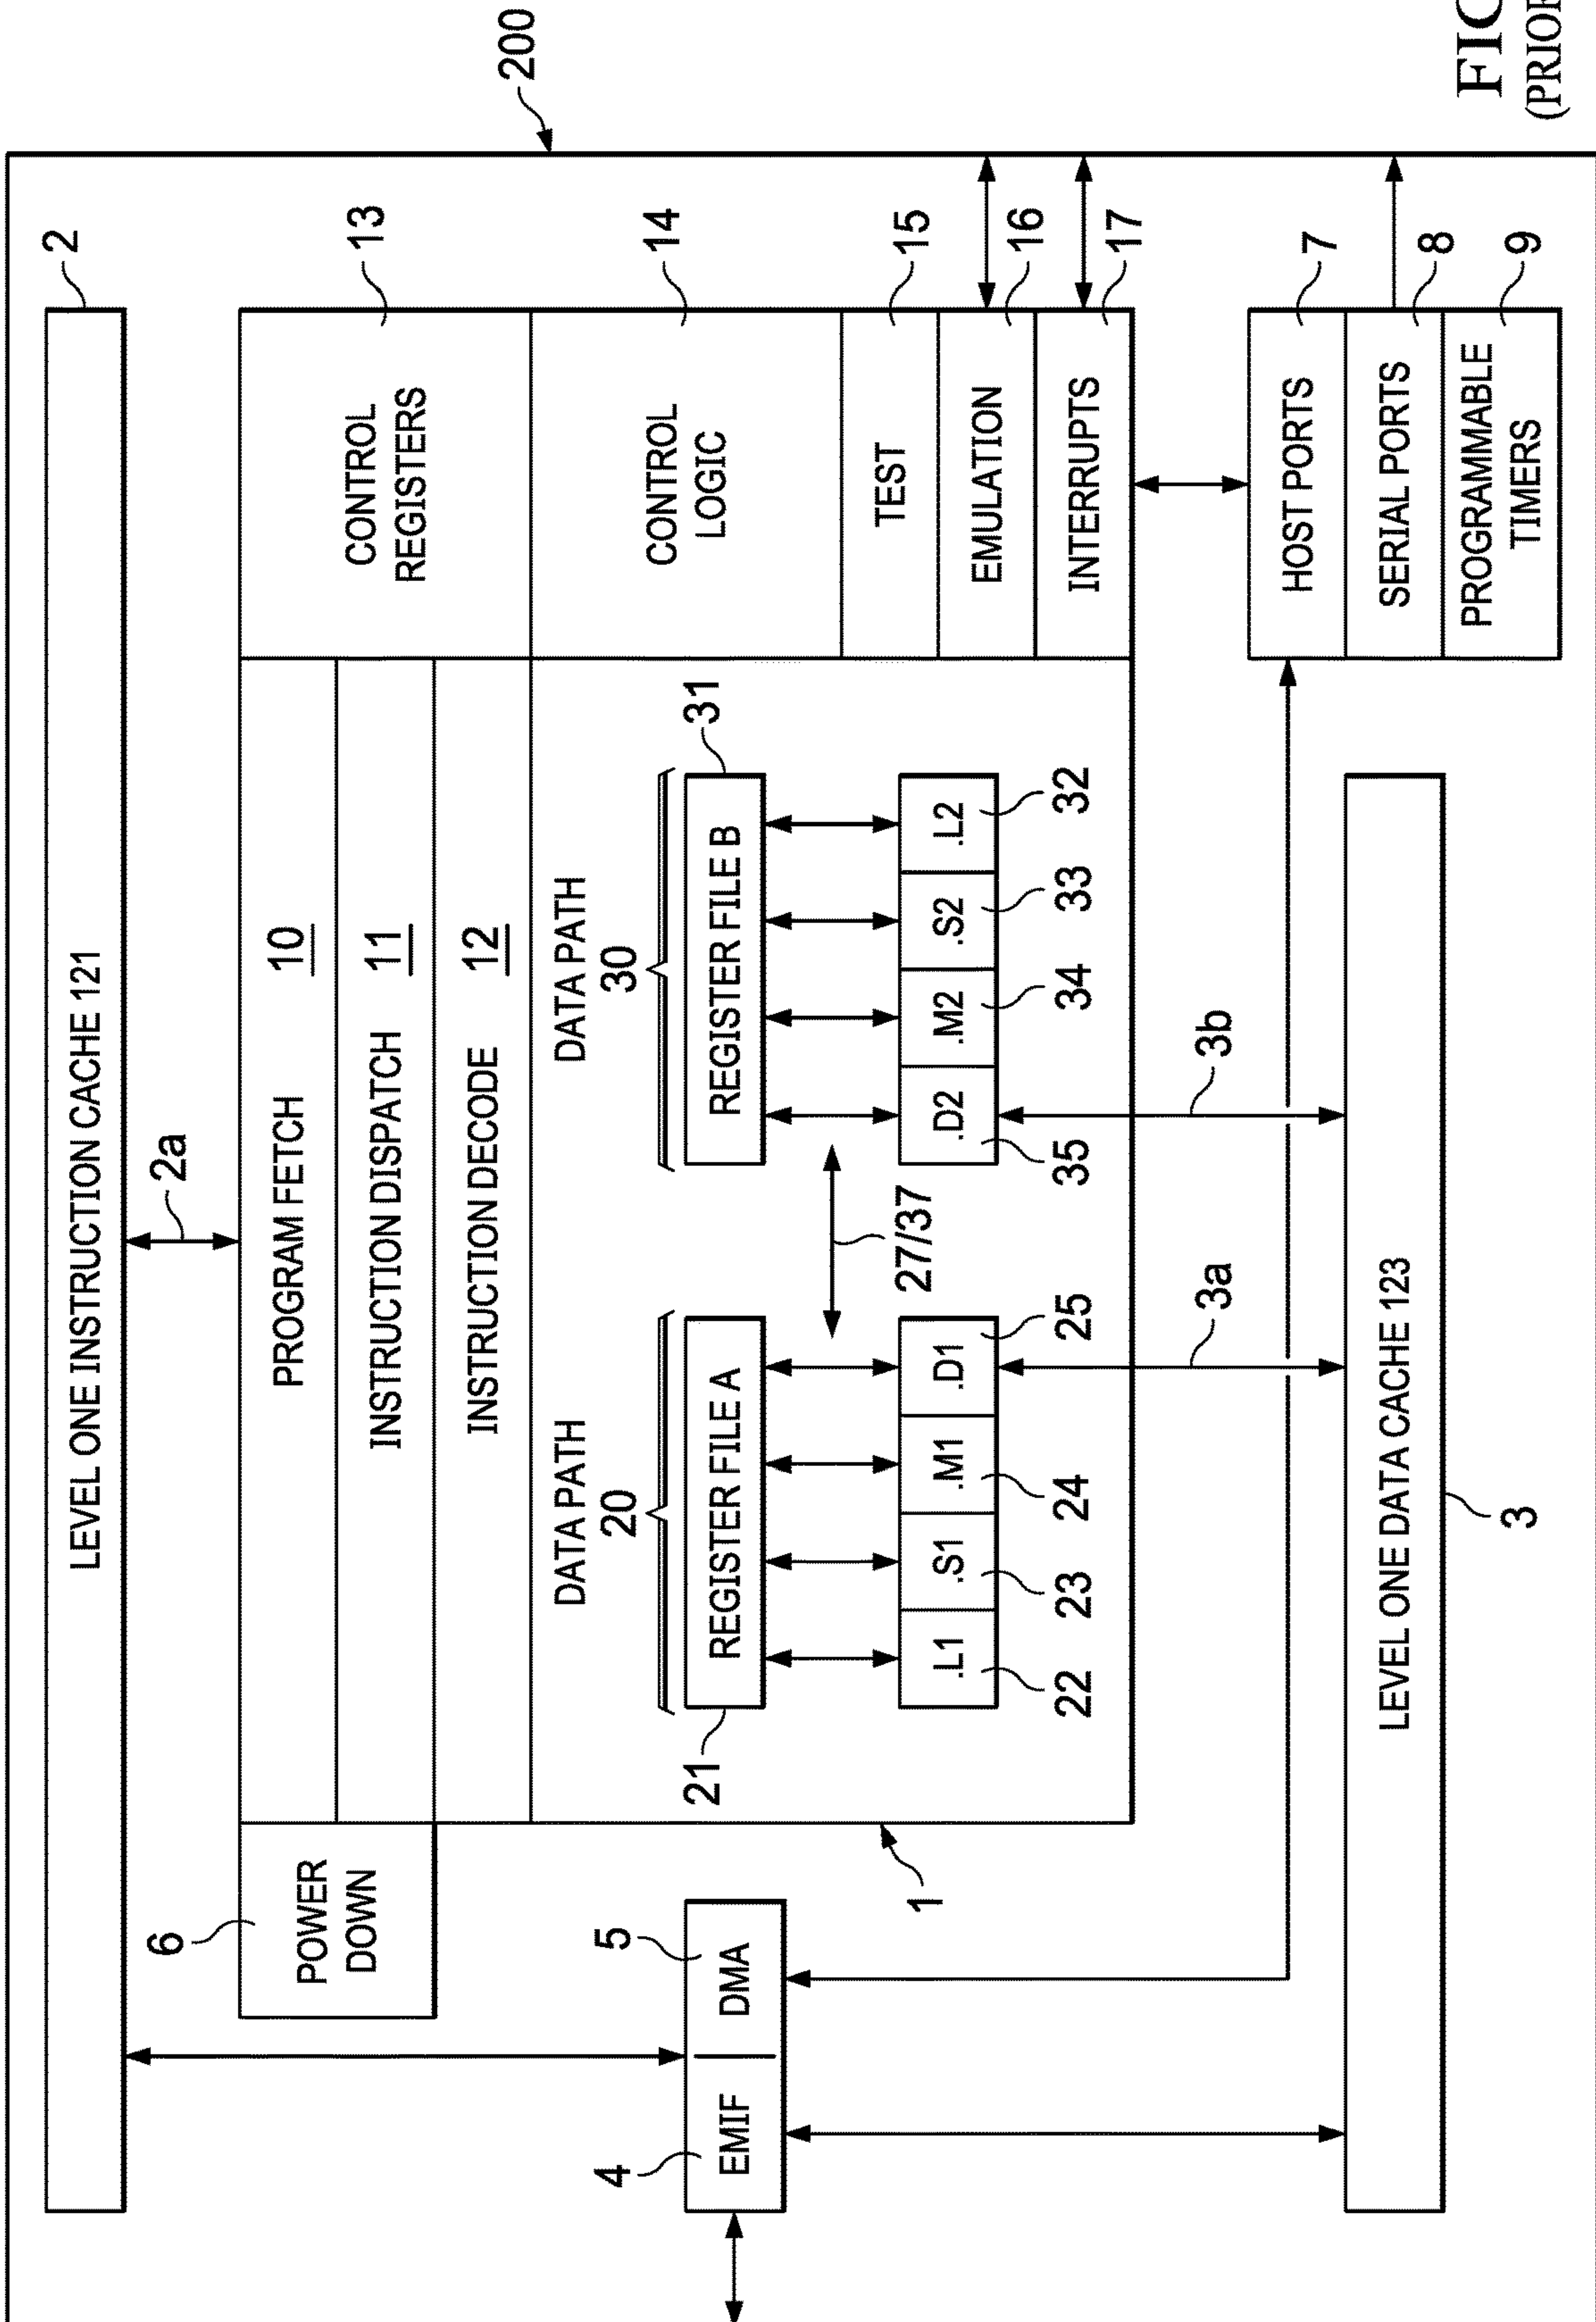 200
2
LEVEL ONE INSTRUCTION CACHE 121
2a
6
POWER
DOWN
PROGRAM FETCH 10
INSTRUCTION DISPATCH 11
INSTRUCTION DECODE 12
CONTROL
REGISTERS
13
DATA PATH
20
DATA PATH
30
CONTROL
LOGIC
14
21
REGISTER FILE A
REGISTER FILE B
31
4
5
EMIF
DMA
27/37
TEST
15
.L1
.S1
.M1
.D1
.D2
.M2
.S2
.L2
EMULATION
16
22
23
24
25
35
34
33
32
INTERRUPTS
17
1
3a
3b
HOST PORTS
7
LEVEL ONE DATA CACHE 123
SERIAL PORTS
8
3
PROGRAMMABLE
TIMERS
9
FIG
(PRIOR